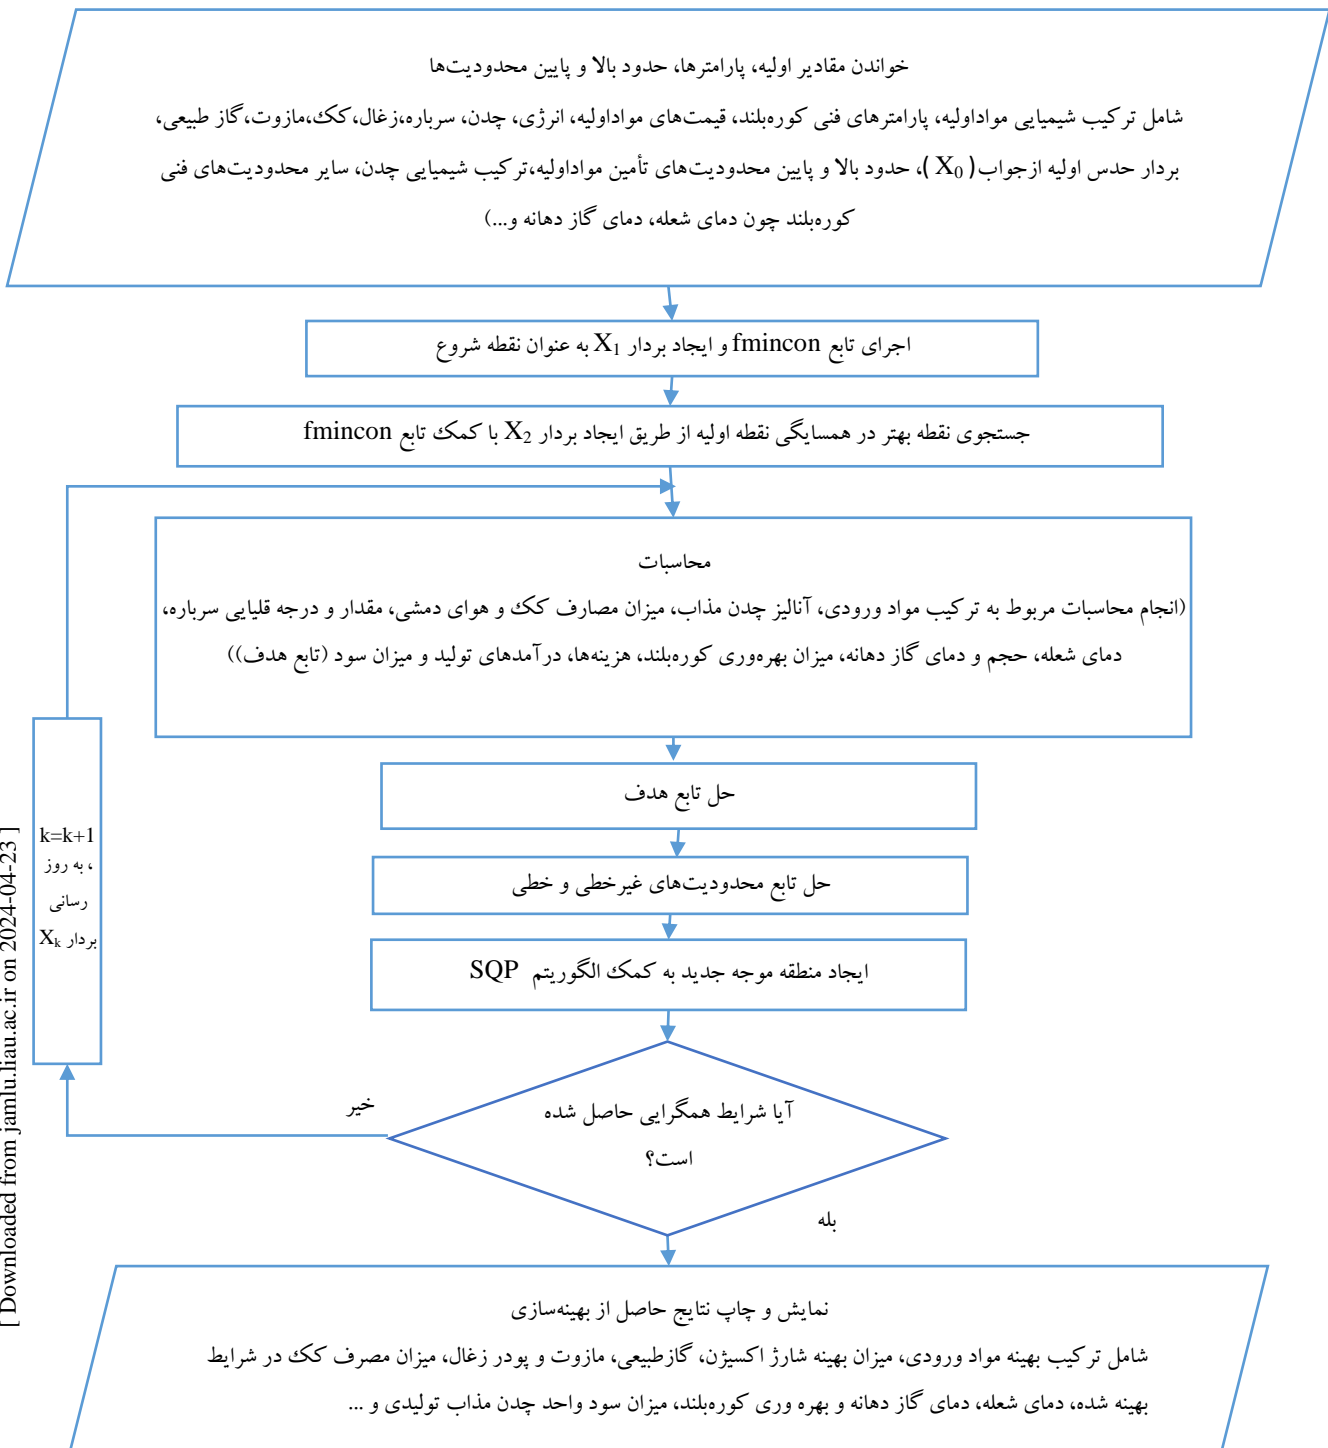 خواندن مقادیر اولیه، پارامترها، حدود بالا و پایین محدودیت‌ها
شامل ترکیب شیمیایی مواداولیه، پارامترهای فنی کوره‌بلند، قیمت‌های مواداولیه، انرژی، چدن، سرباره،زغال،کک،مازوت،گاز طبیعی،
بردار حدس اولیه ازجواب( X₀ )، حدود بالا و پایین محدودیت‌های تأمین مواداولیه،ترکیب شیمیایی چدن، سایر محدودیت‌های فنی
کوره‌بلند چون دمای شعله، دمای گاز دهانه و...)
اجرای تابع fmincon و ایجاد بردار X₁ به عنوان نقطه شروع
جستجوی نقطه بهتر در همسایگی نقطه اولیه از طریق ایجاد بردار X₂ با کمک تابع fmincon
محاسبات
(انجام محاسبات مربوط به ترکیب مواد ورودی، آنالیز چدن مذاب، میزان مصارف کک و هوای دمشی، مقدار و درجه قلیایی سرباره،
دمای شعله، حجم و دمای گاز دهانه، میزان بهره‌وری کوره‌بلند، هزینه‌ها، درآمدهای تولید و میزان سود (تابع هدف))
حل تابع هدف
حل تابع محدودیت‌های غیرخطی و خطی
ایجاد منطقه موجه جدید به کمک الگوریتم SQP
k=k+1
، به روز
رسانی
بردار Xₖ
آیا شرایط همگرایی حاصل شده
است؟
خیر
بله
نمایش و چاپ نتایج حاصل از بهینه‌سازی
شامل ترکیب بهینه مواد ورودی، میزان بهینه شارژ اکسیژن، گازطبیعی، مازوت و پودر زغال، میزان مصرف کک در شرایط
بهینه شده، دمای شعله، دمای گاز دهانه و بهره وری کوره‌بلند، میزان سود واحد چدن مذاب تولیدی و ...
[ Downloaded from jamlu.liau.ac.ir on 2024-04-23 ]